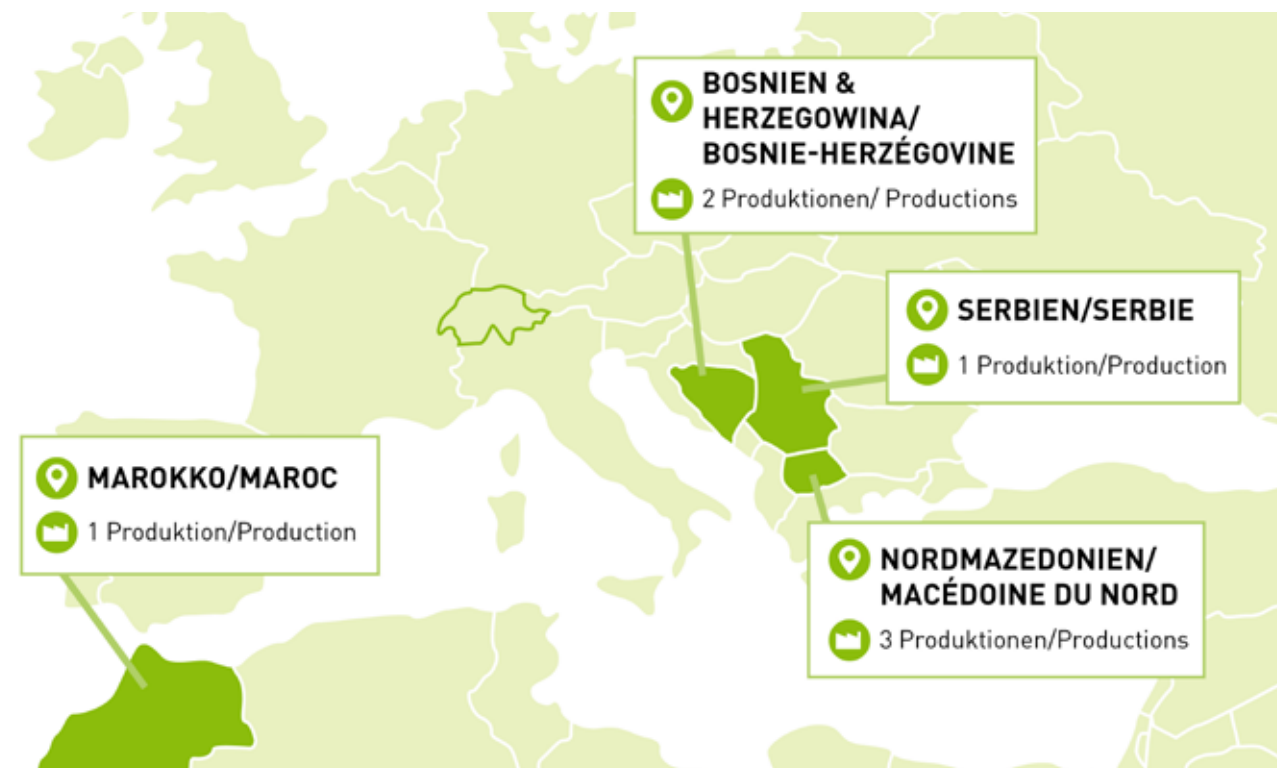 BOSNIEN &
HERZEGOWINA/
BOSNIE-HERZÉGOVINE
2 Produktionen/ Productions
SERBIEN/SERBIE
1 Produktion/Production
MAROKKO/MAROC
1 Produktion/Production
NORDMAZEDONIEN/
MACÉDOINE DU NORD
3 Produktionen/Productions